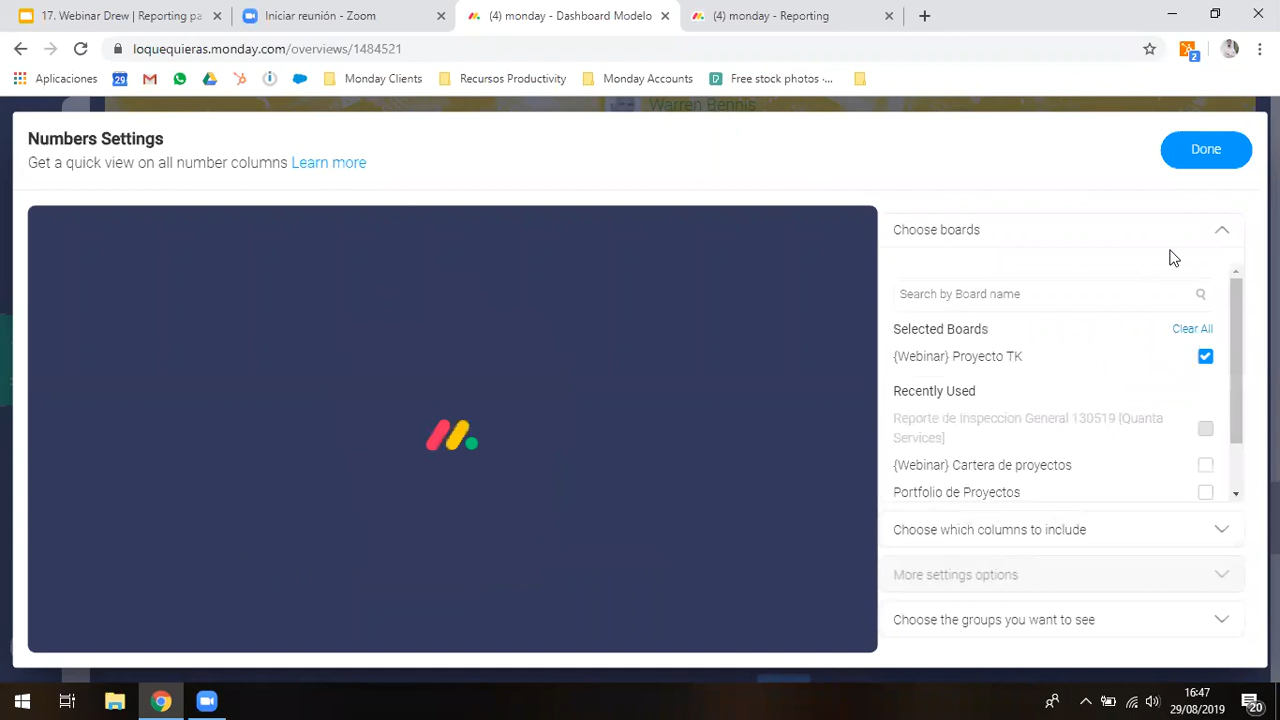 17. Webinar Drew | Reporting pa
Iniciar reunión - Zoom
(4) monday - Dashboard Modelo
(4) monday - Reporting
loquequieras.monday.com/overviews/1484521
2
Aplicaciones
29
Monday Clients
Recursos Productivity
Monday Accounts
Free stock photos -...
Warren Bennis
Numbers Settings
Get a quick view on all number columns Learn more
Done
Choose boards
Search by Board name
Selected Boards
Clear All
{Webinar} Proyecto TK
Recently Used
Reporte de Inspeccion General 130519 [Quanta
Services]
{Webinar} Cartera de proyectos
Portfolio de Proyectos
Choose which columns to include
More settings options
Choose the groups you want to see
16:47
29/08/2019
20